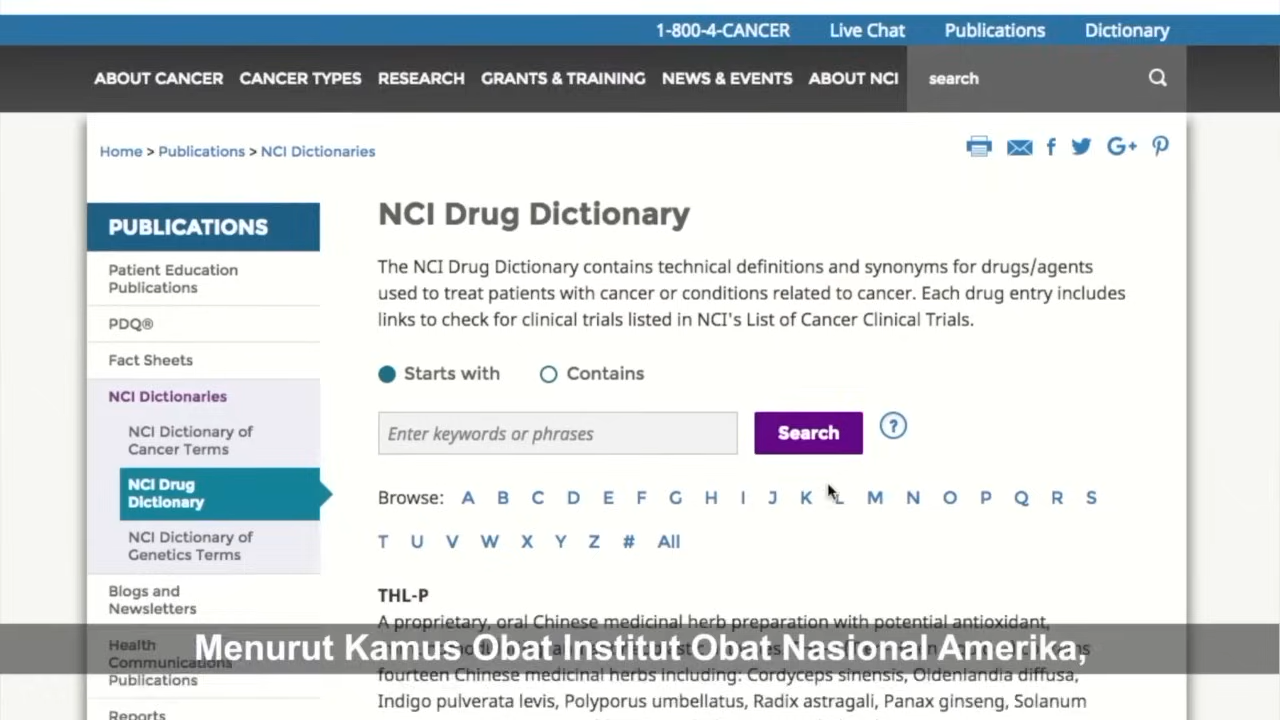 1-800-4-CANCER Live Chat Publications Dictionary
ABOUT CANCER CANCER TYPES RESEARCH GRANTS & TRAINING NEWS & EVENTS ABOUT NCI search
Home > Publications > NCI Dictionaries
PUBLICATIONS
Patient Education
Publications
PDQ®
Fact Sheets
NCI Dictionaries
NCI Dictionary of
Cancer Terms
NCI Drug
Dictionary
NCI Dictionary of
Genetics Terms
Blogs and
Newsletters
Health
Communications
Publications
Reports
NCI Drug Dictionary
The NCI Drug Dictionary contains technical definitions and synonyms for drugs/agents
used to treat patients with cancer or conditions related to cancer. Each drug entry includes
links to check for clinical trials listed in NCI's List of Cancer Clinical Trials.
Starts with Contains
Enter keywords or phrases Search ?
Browse: A B C D E F G H I J K L M N O P Q R S
T U V W X Y Z # All
THL-P
A proprietary, oral Chinese medicinal herb preparation with potential antioxidant,
fourteen Chinese medicinal herbs including: Cordyceps sinensis, Oldenlandia diffusa,
Indigo pulverata levis, Polyporus umbellatus, Radix astragali, Panax ginseng, Solanum
Menurut Kamus Obat Institut Obat Nasional Amerika,